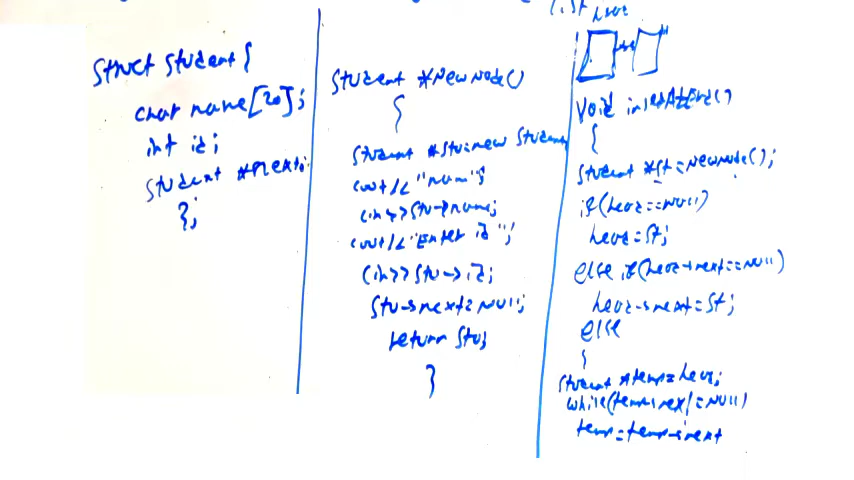 List
head
Struct Student {
char name[20];
int id;
Student *next;
};
Student *NewNode()
{
Student *Stu=new Student
cout<<"num";
cin>>Stu->name;
cout<<"Enter id";
cin>>Stu->id;
Stu->next=NULL;
return Stu;
}
Void insertAtEnd()
{
Student *St=NewNode();
if(head==NULL)
head=St;
else if(head->next==NULL)
head->next=St;
else
{
Student *temp=head;
while(temp->next!=NULL)
temp=temp->next